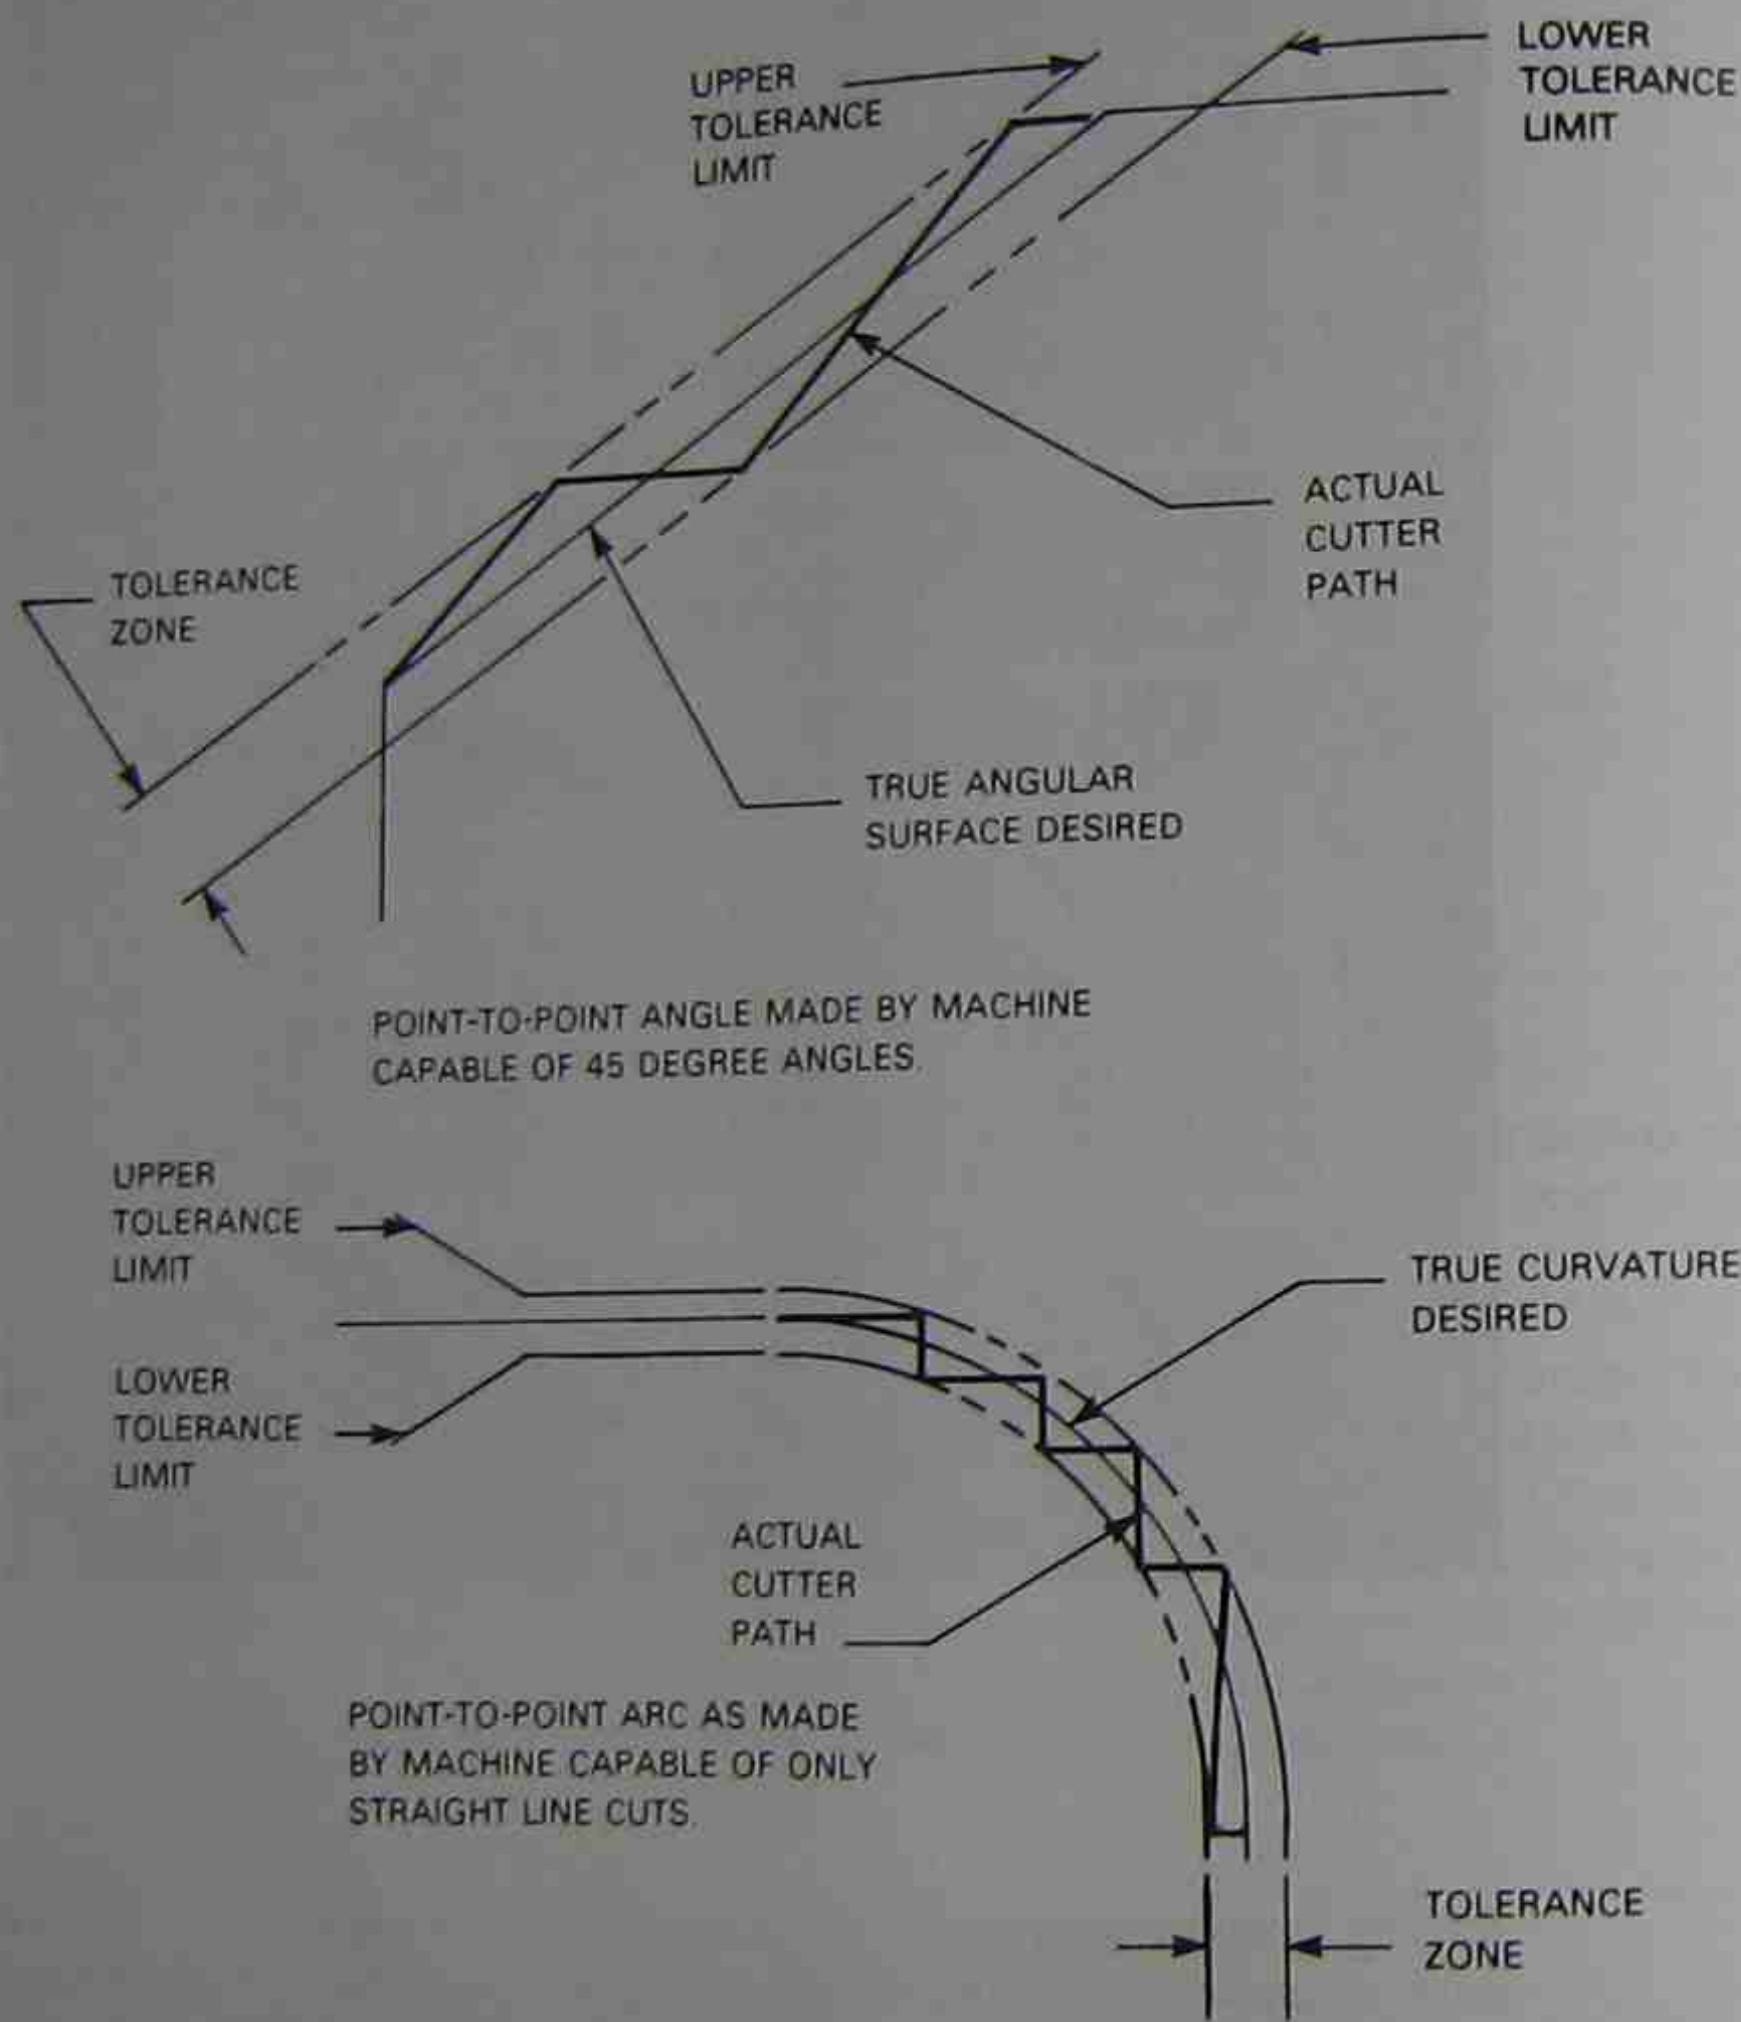 UPPER
TOLERANCE
LIMIT
LOWER
TOLERANCE
LIMIT
ACTUAL
CUTTER
PATH
TOLERANCE
ZONE
TRUE ANGULAR
SURFACE DESIRED
POINT-TO-POINT ANGLE MADE BY MACHINE
CAPABLE OF 45 DEGREE ANGLES.
UPPER
TOLERANCE
LIMIT
TRUE CURVATURE
DESIRED
LOWER
TOLERANCE
LIMIT
ACTUAL
CUTTER
PATH
POINT-TO-POINT ARC AS MADE
BY MACHINE CAPABLE OF ONLY
STRAIGHT LINE CUTS.
TOLERANCE
ZONE